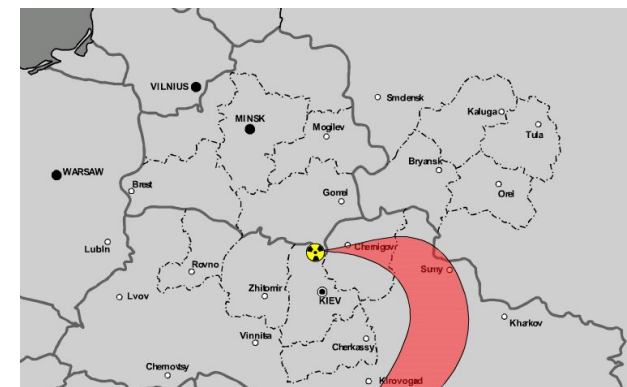 VILNIUS
Smdensk
MINSK
Kaluga
Mogilev
Tula
Bryansk
WARSAW
Brest
Gomel
Orel
Lublin
Chernigov
Rovno
Sumy
Zhitomir
Lvov
KIEV
Kharkov
Vinnitsa
Cherkassy
Chernovtsy
Kirovograd